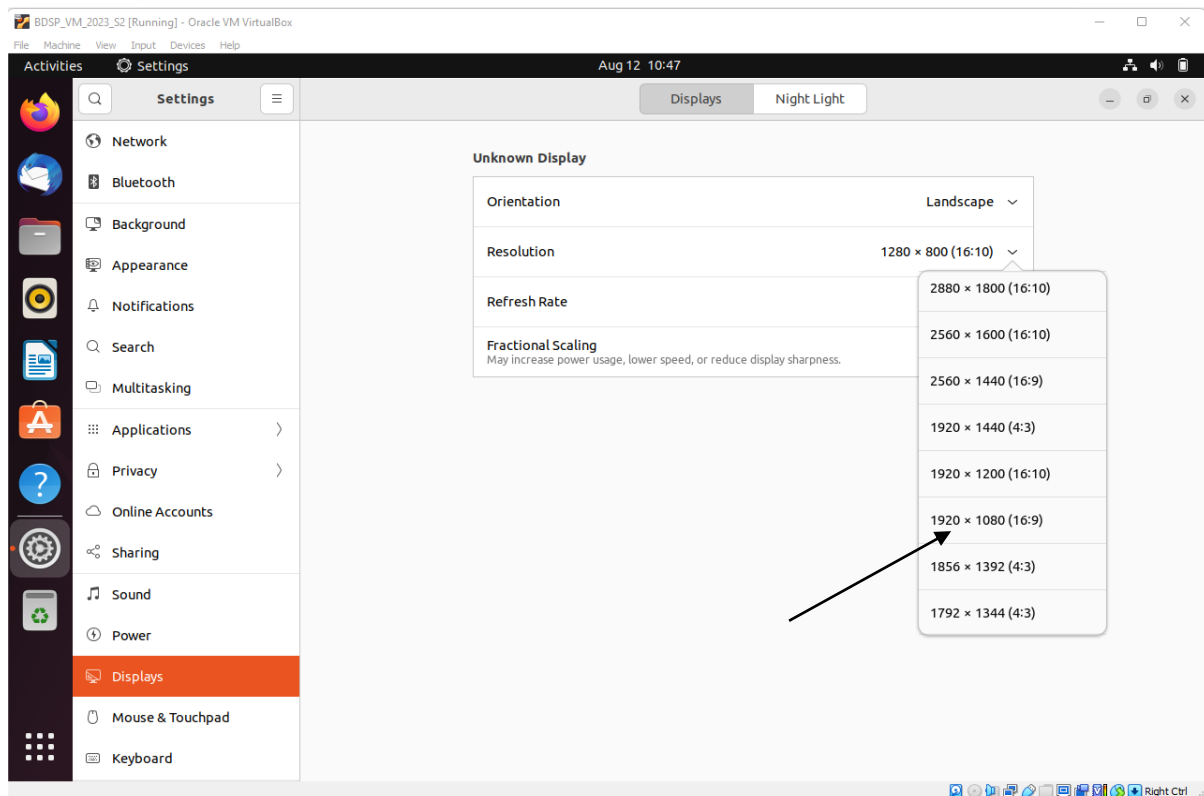 BDSP_VM_2023_S2 [Running] - Oracle VM VirtualBox
File Machine View Input Devices Help
Activities Settings Aug 12 10:47
Settings Displays Night Light
Network
Bluetooth
Background
Appearance
Notifications
Search
Multitasking
Applications
Privacy
Online Accounts
Sharing
Sound
Power
Displays
Mouse & Touchpad
Keyboard
Unknown Display
Orientation Landscape
Resolution 1280 × 800 (16∶10)
Refresh Rate
Fractional Scaling
May increase power usage, lower speed, or reduce display sharpness.
2880 × 1800 (16∶10)
2560 × 1600 (16∶10)
2560 × 1440 (16∶9)
1920 × 1440 (4∶3)
1920 × 1200 (16∶10)
1920 × 1080 (16∶9)
1856 × 1392 (4∶3)
1792 × 1344 (4∶3)
Right Ctrl